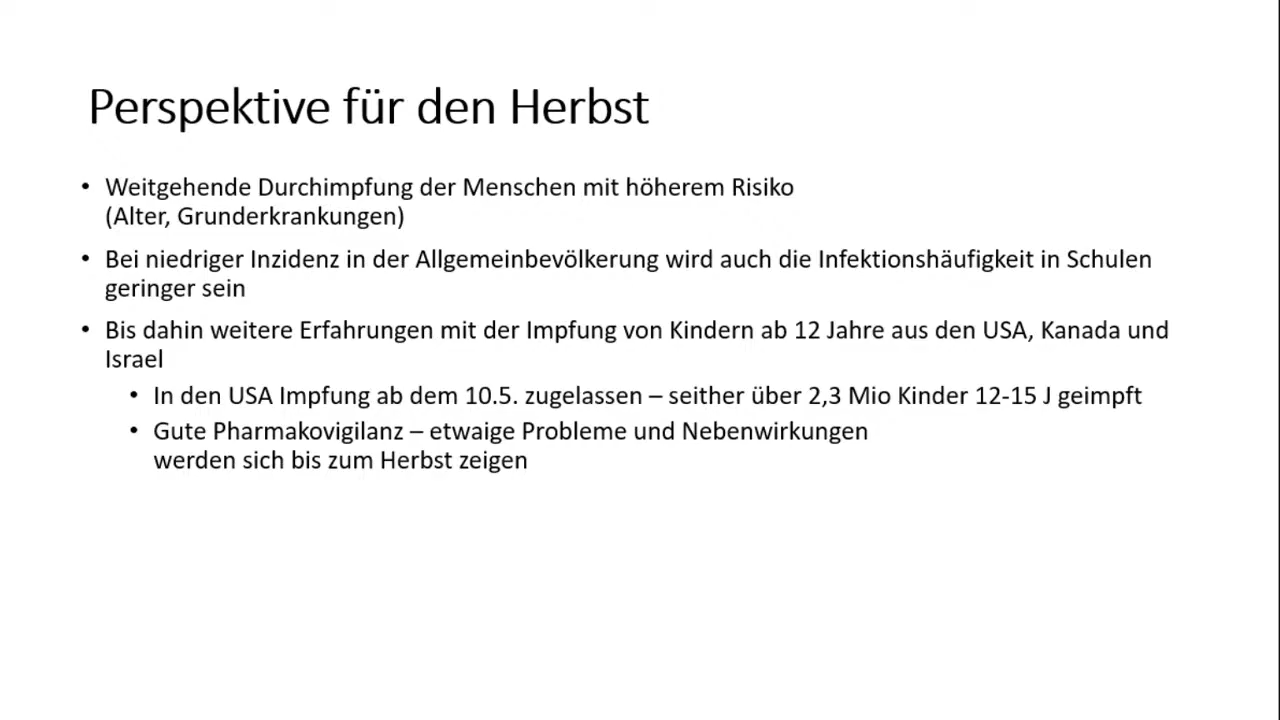 Perspektive für den Herbst
• Weitgehende Durchimpfung der Menschen mit höherem Risiko
(Alter, Grunderkrankungen)
• Bei niedriger Inzidenz in der Allgemeinbevölkerung wird auch die Infektionshäufigkeit in Schulen
geringer sein
• Bis dahin weitere Erfahrungen mit der Impfung von Kindern ab 12 Jahre aus den USA, Kanada und
Israel
• In den USA Impfung ab dem 10.5. zugelassen – seither über 2,3 Mio Kinder 12-15 J geimpft
• Gute Pharmakovigilanz – etwaige Probleme und Nebenwirkungen
werden sich bis zum Herbst zeigen